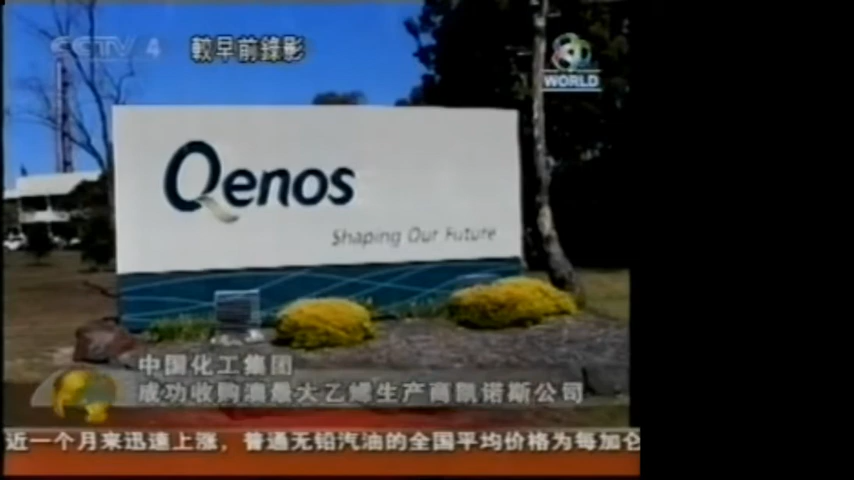 CCTV 4
較早前錄影
WORLD
Qenos
Shaping Our Future
中国化工集团
成功收购澳最大乙烯生产商凯诺斯公司
近一个月来迅速上涨，普通无铅汽油的全国平均价格为每加仑